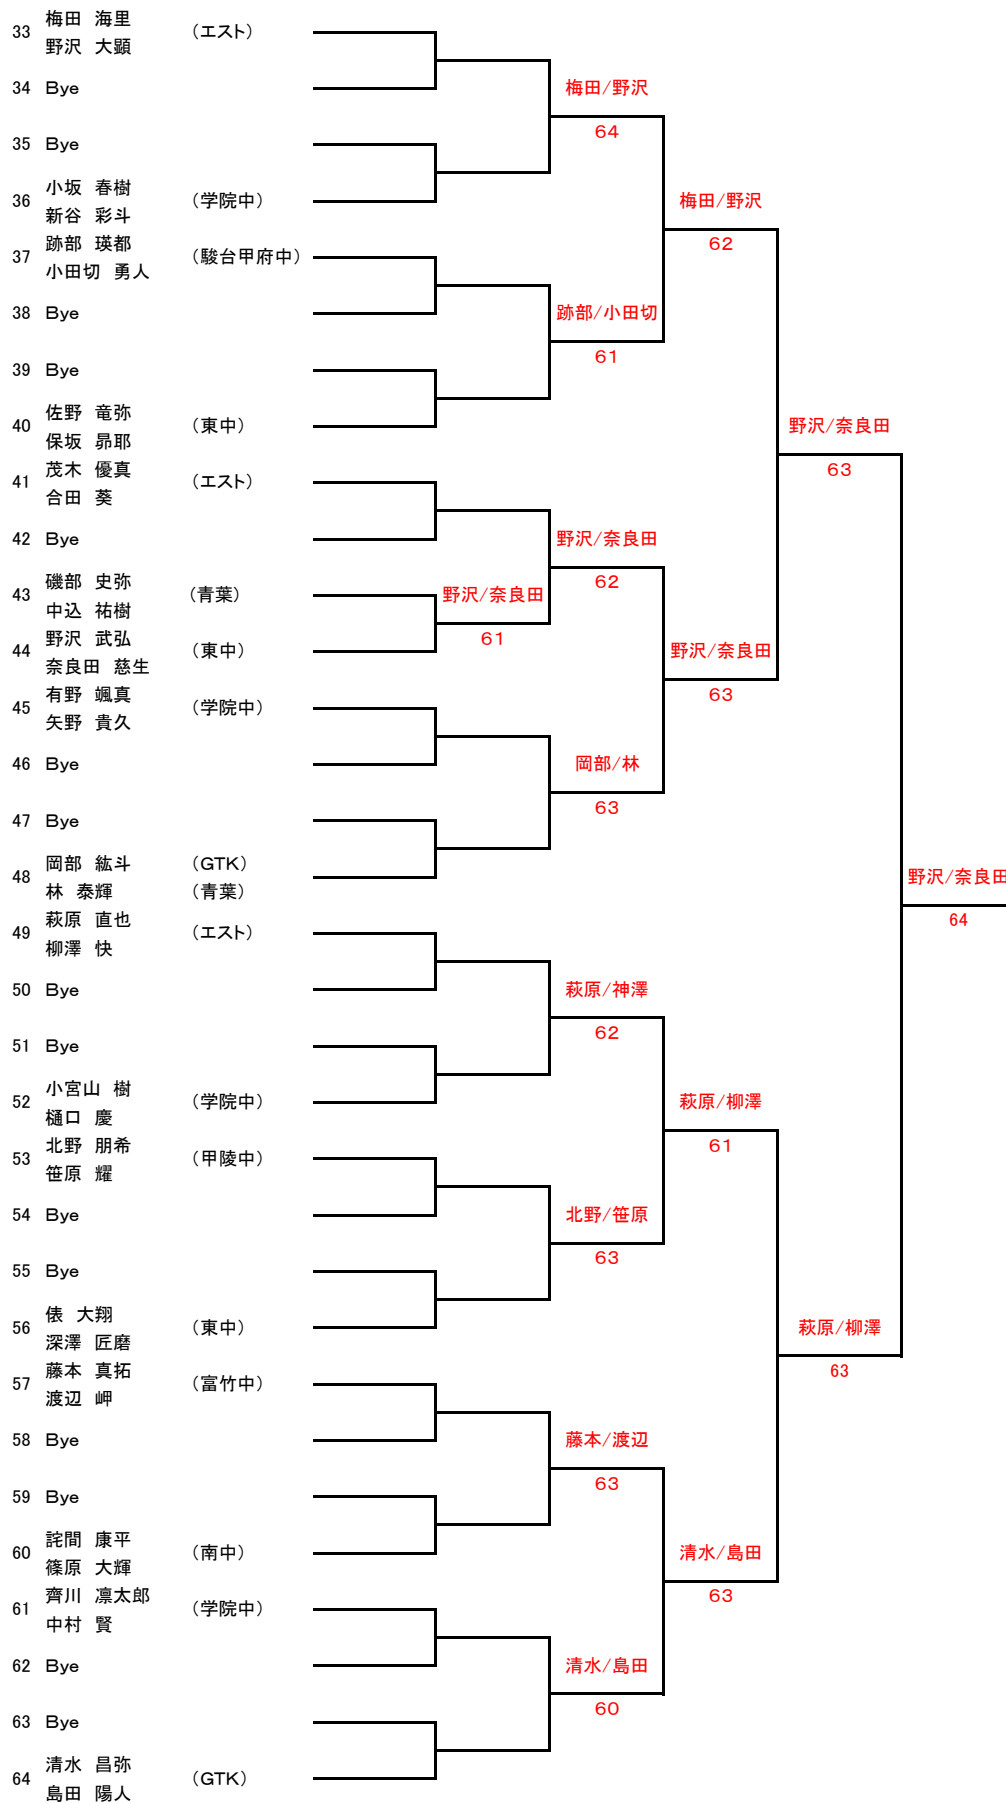 梅田 海里
33 (エスト)
野沢 大顕
34 Bye
梅田/野沢
64
35 Bye
小坂 春樹
36 (学院中)
新谷 彩斗
梅田/野沢
62
跡部 瑛都
37 (駿台甲府中)
小田切 勇人
38 Bye
跡部/小田切
61
39 Bye
佐野 竜弥
40 (東中)
保坂 昴耶
野沢/奈良田
63
茂木 優真
41 (エスト)
合田 葵
42 Bye
野沢/奈良田
62
磯部 史弥
43 (青葉)
中込 祐樹
野沢/奈良田
61
野沢 武弘
44 (東中)
奈良田 慈生
野沢/奈良田
63
有野 颯真
45 (学院中)
矢野 貴久
46 Bye
岡部/林
63
47 Bye
岡部 紘斗 (GTK)
48
林 泰輝 (青葉)
野沢/奈良田
64
萩原 直也
49 (エスト)
柳澤 快
50 Bye
萩原/神澤
62
51 Bye
小宮山 樹
52 (学院中)
樋口 慶
萩原/柳澤
61
北野 朋希
53 (甲陵中)
笹原 耀
54 Bye
北野/笹原
63
55 Bye
俵 大翔
56 (東中)
深澤 匠磨
萩原/柳澤
63
藤本 真拓
57 (富竹中)
渡辺 岬
58 Bye
藤本/渡辺
63
59 Bye
詫間 康平
60 (南中)
篠原 大輝
清水/島田
63
齊川 凛太郎
61 (学院中)
中村 賢
62 Bye
清水/島田
60
63 Bye
清水 昌弥
64 (GTK)
島田 陽人